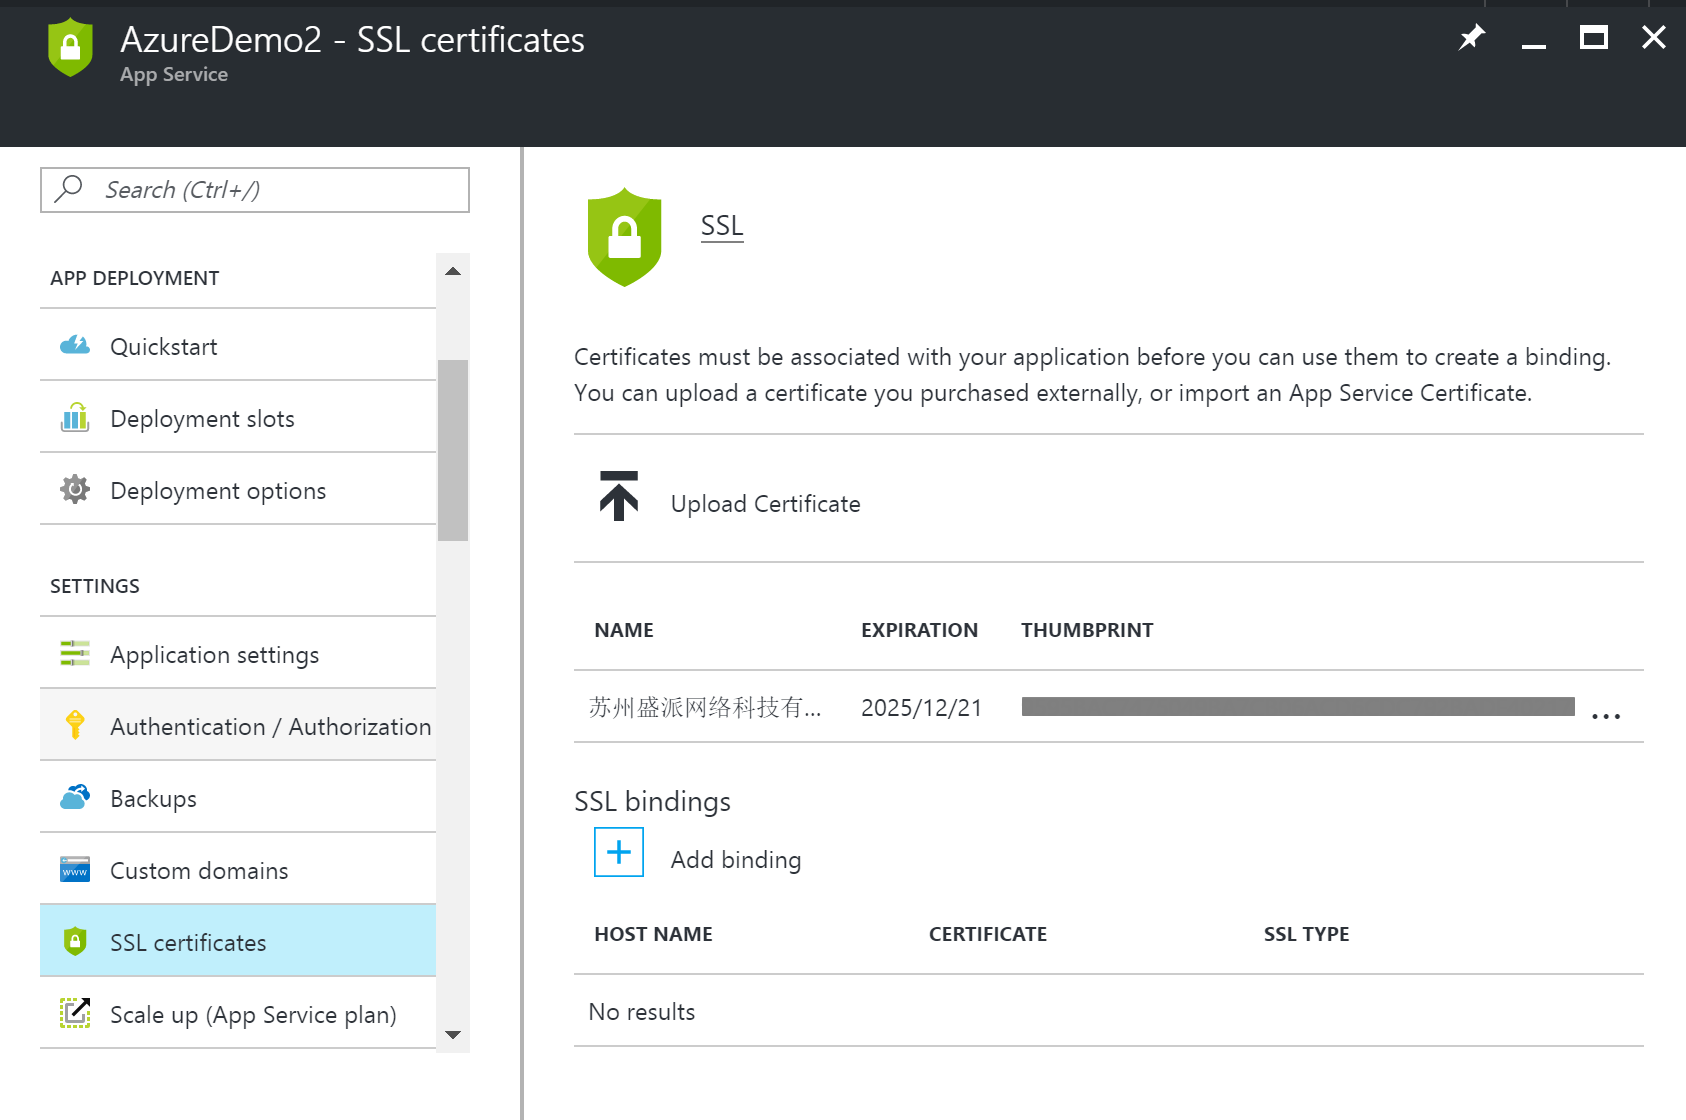 AzureDemo2 - SSL certificates
App Service
Search (Ctrl+/)
APP DEPLOYMENT
Quickstart
Deployment slots
Deployment options
SETTINGS
Application settings
Authentication / Authorization
Backups
www
Custom domains
SSL certificates
Scale up (App Service plan)
SSL
Certificates must be associated with your application before you can use them to create a binding.
You can upload a certificate you purchased externally, or import an App Service Certificate.
Upload Certificate
NAME EXPIRATION THUMBPRINT
苏州盛派网络科技有... 2025/12/21 ...
SSL bindings
Add binding
HOST NAME CERTIFICATE SSL TYPE
No results